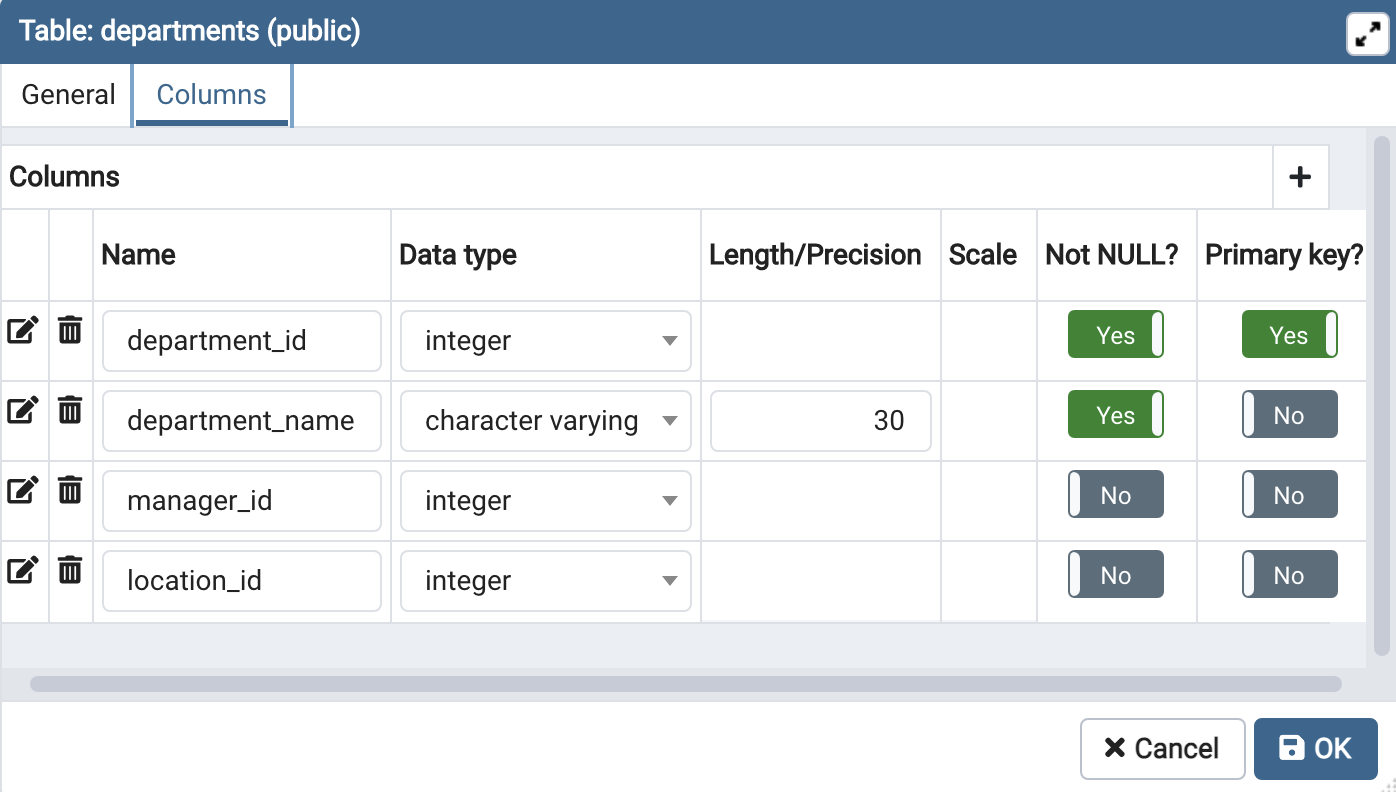 Table: departments (public)
General Columns
Columns
Name Data type Length/Precision Scale Not NULL? Primary key?
department_id integer Yes Yes
department_name character varying 30 Yes No
manager_id integer No No
location_id integer No No
Cancel OK